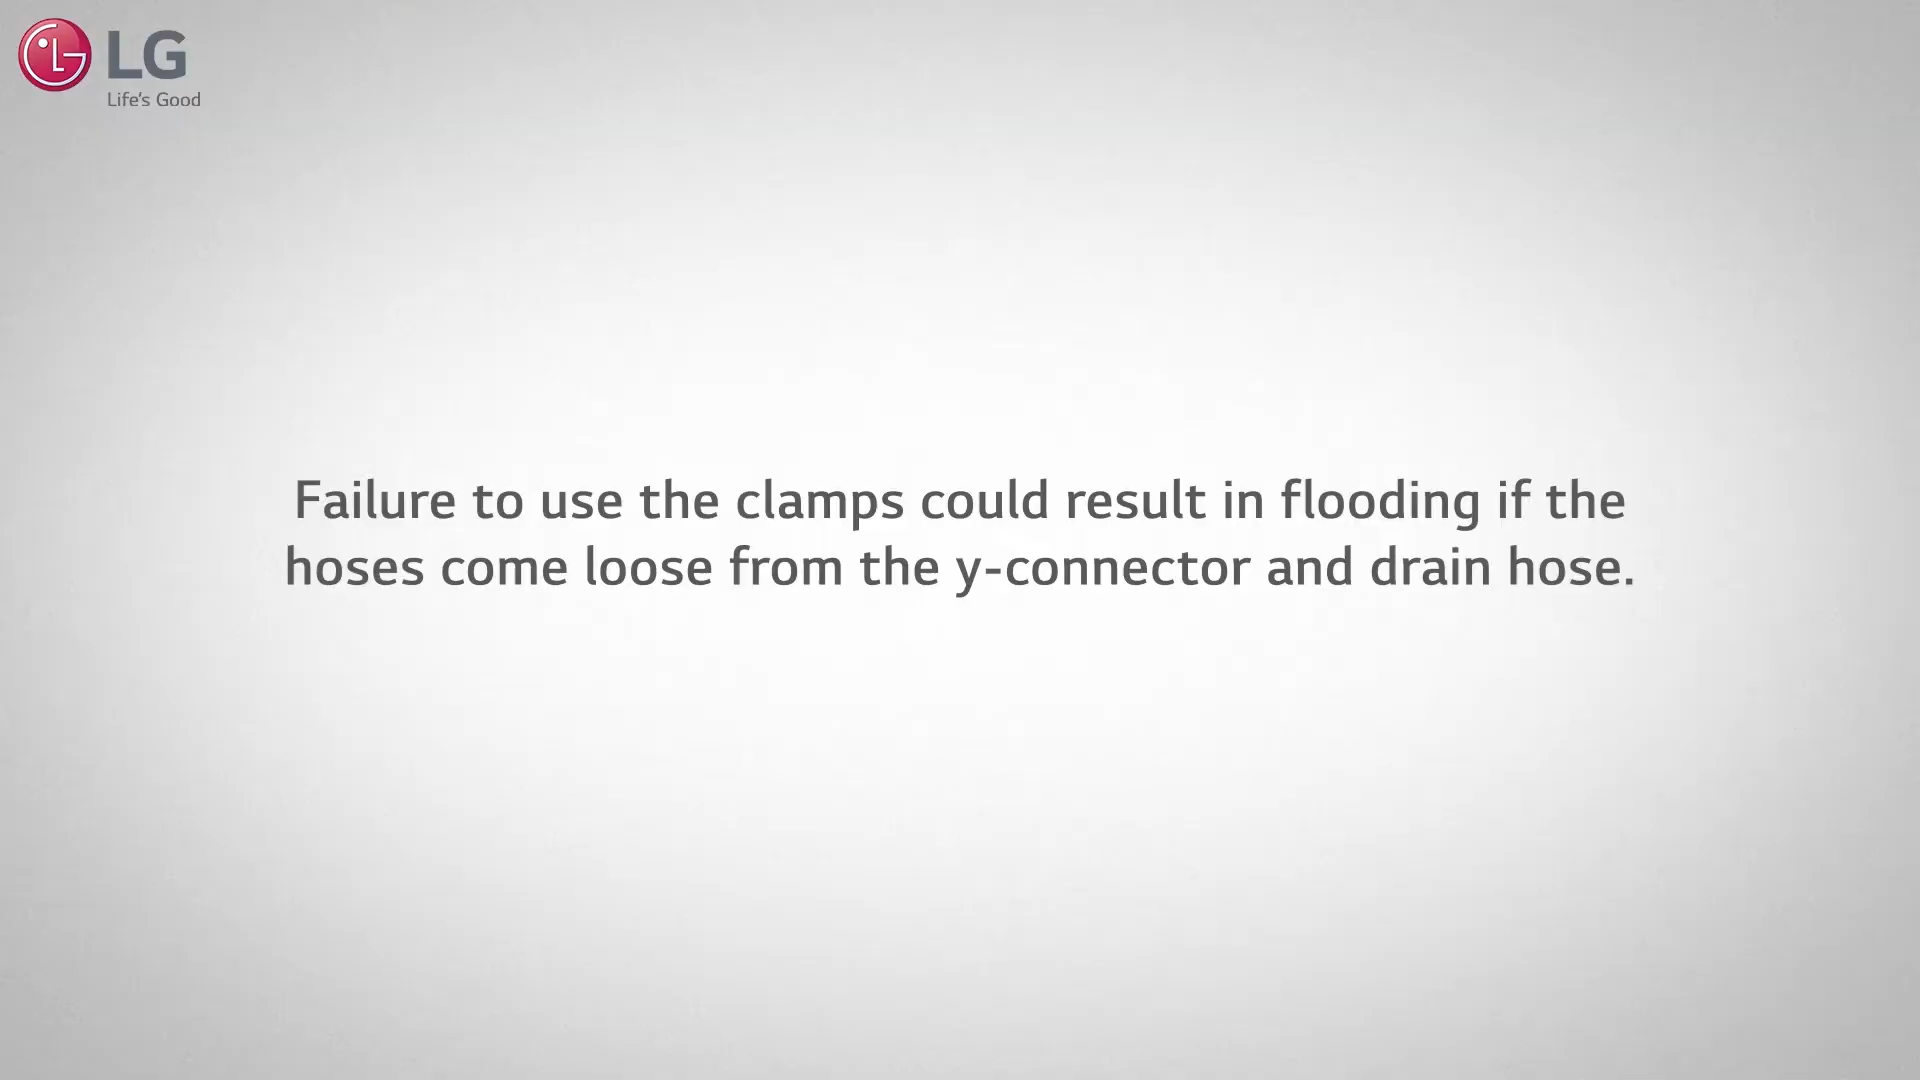 LG
Life's Good
Failure to use the clamps could result in flooding if the
hoses come loose from the y-connector and drain hose.